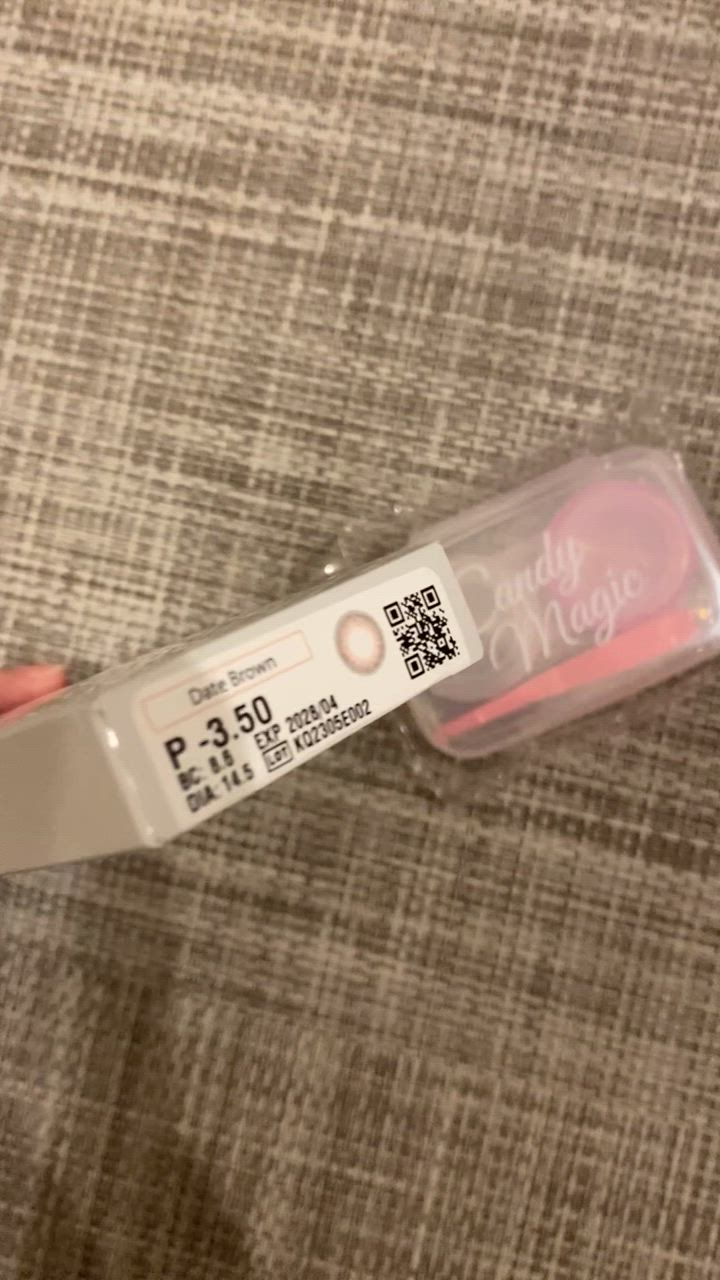 Date Brown
P -3.50
BC: 8.6
DIA: 14.5
EXP 2028/04
LOT KQ2305E002
Candy
Magic